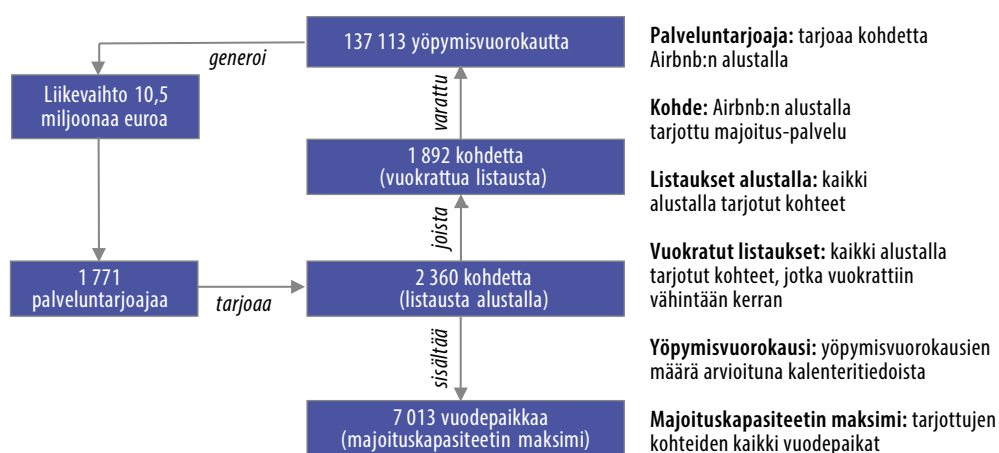 137 113 yöpymisvuorokautta
generoi
Liikevaihto 10,5
miljoonaa euroa
varattu
1 892 kohdetta
(vuokrattua listausta)
joista
1 771
palveluntarjoajaa
tarjoaa
2 360 kohdetta
(listausta alustalla)
sisältää
7 013 vuodepaikkaa
(majoituskapasiteetin maksimi)
Palveluntarjoaja: tarjoaa kohdetta
Airbnb:n alustalla
Kohde: Airbnb:n alustalla
tarjottu majoitus-palvelu
Listaukset alustalla: kaikki
alustalla tarjotut kohteet
Vuokratut listaukset: kaikki alustalla
tarjotut kohteet, jotka vuokrattiin
vähintään kerran
Yöpymisvuorokausi: yöpymisvuorokausien
määrä arvioituna kalenteritiedoista
Majoituskapasiteetin maksimi: tarjottujen
kohteiden kaikki vuodepaikat